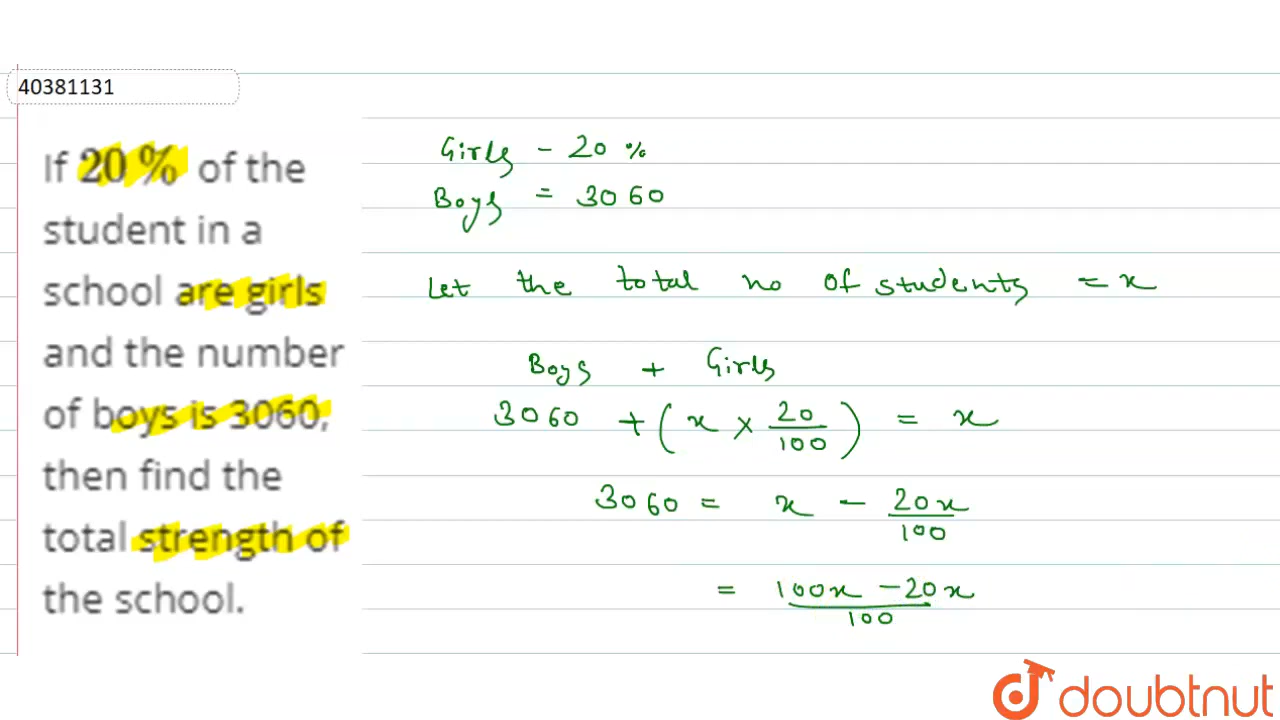 40381131
If 20 % of the
student in a
school are girls
and the number
of boys is 3060,
then find the
total strength of
the school.
Girls - 20 %
Boys = 3060
Let the total no of students = x
Boys + Girls
3060 + ( x × 20/100 ) = x
3060 = x - 20x/100
= 100x - 20x/100
doubtnut